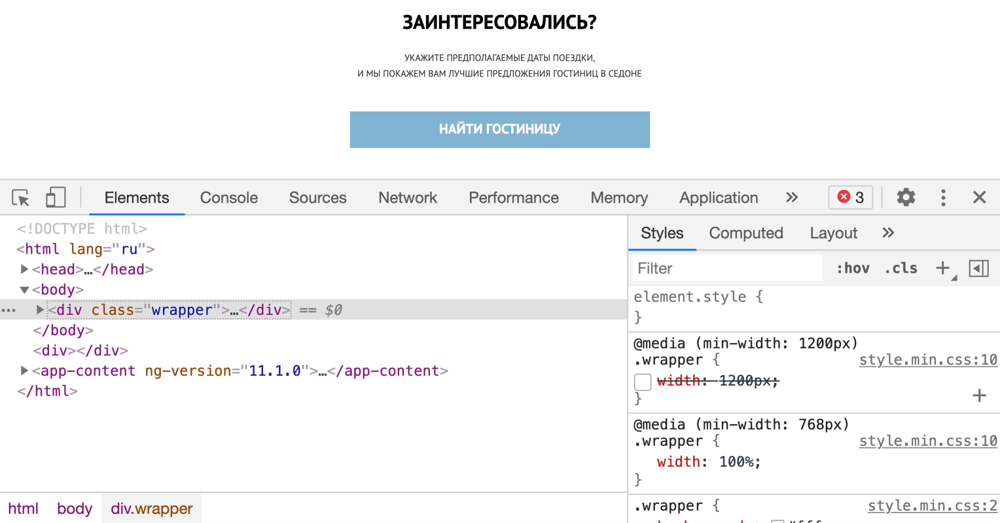 ЗАИНТЕРЕСОВАЛИСЬ?
УКАЖИТЕ ПРЕДПОЛАГАЕМЫЕ ДАТЫ ПОЕЗДКИ,
И МЫ ПОКАЖЕМ ВАМ ЛУЧШИЕ ПРЕДЛОЖЕНИЯ ГОСТИНИЦ В СЕДОНЕ
НАЙТИ ГОСТИНИЦУ
Elements Console Sources Network Performance Memory Application » 3
<!DOCTYPE html>
<html lang="ru">
<head>…</head>
<body>
<div class="wrapper">…</div> == $0
</body>
<div></div>
<app-content ng-version="11.1.0">…</app-content>
</html>
html body div.wrapper
Styles Computed Layout »
Filter :hov .cls +
element.style {
}
@media (min-width: 1200px)
.wrapper { style.min.css:10
width: 1200px;
}
@media (min-width: 768px)
.wrapper { style.min.css:10
width: 100%;
}
.wrapper { style.min.css:2